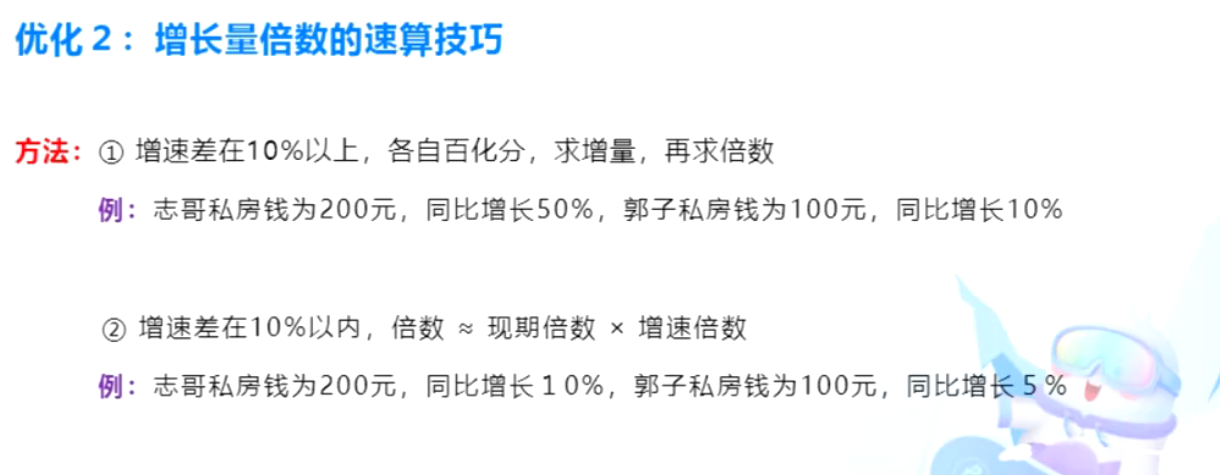 优化2：增长量倍数的速算技巧
方法：① 增速差在10%以上，各自百化分，求增量，再求倍数
例：志哥私房钱为200元，同比增长50%，郭子私房钱为100元，同比增长10%
② 增速差在10%以内，倍数 ≈ 现期倍数 × 增速倍数
例：志哥私房钱为200元，同比增长10%，郭子私房钱为100元，同比增长5%